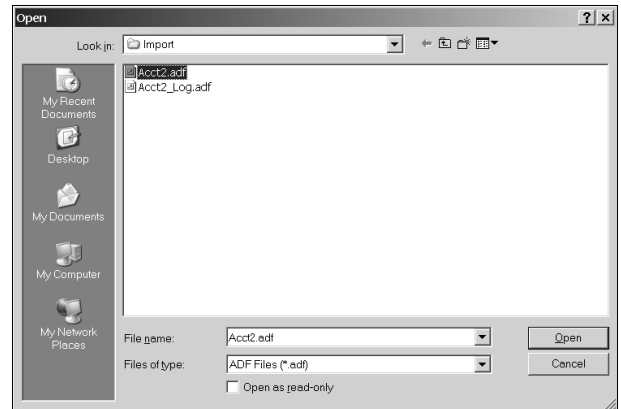 Open
Look in:
Import
Acct2.adf
Acct2_Log.adf
My Recent
Documents
Desktop
My Documents
My Computer
My Network
Places
File name:
Acct2.adf
Open
Files of type:
ADF Files (*.adf)
Cancel
Open as read-only